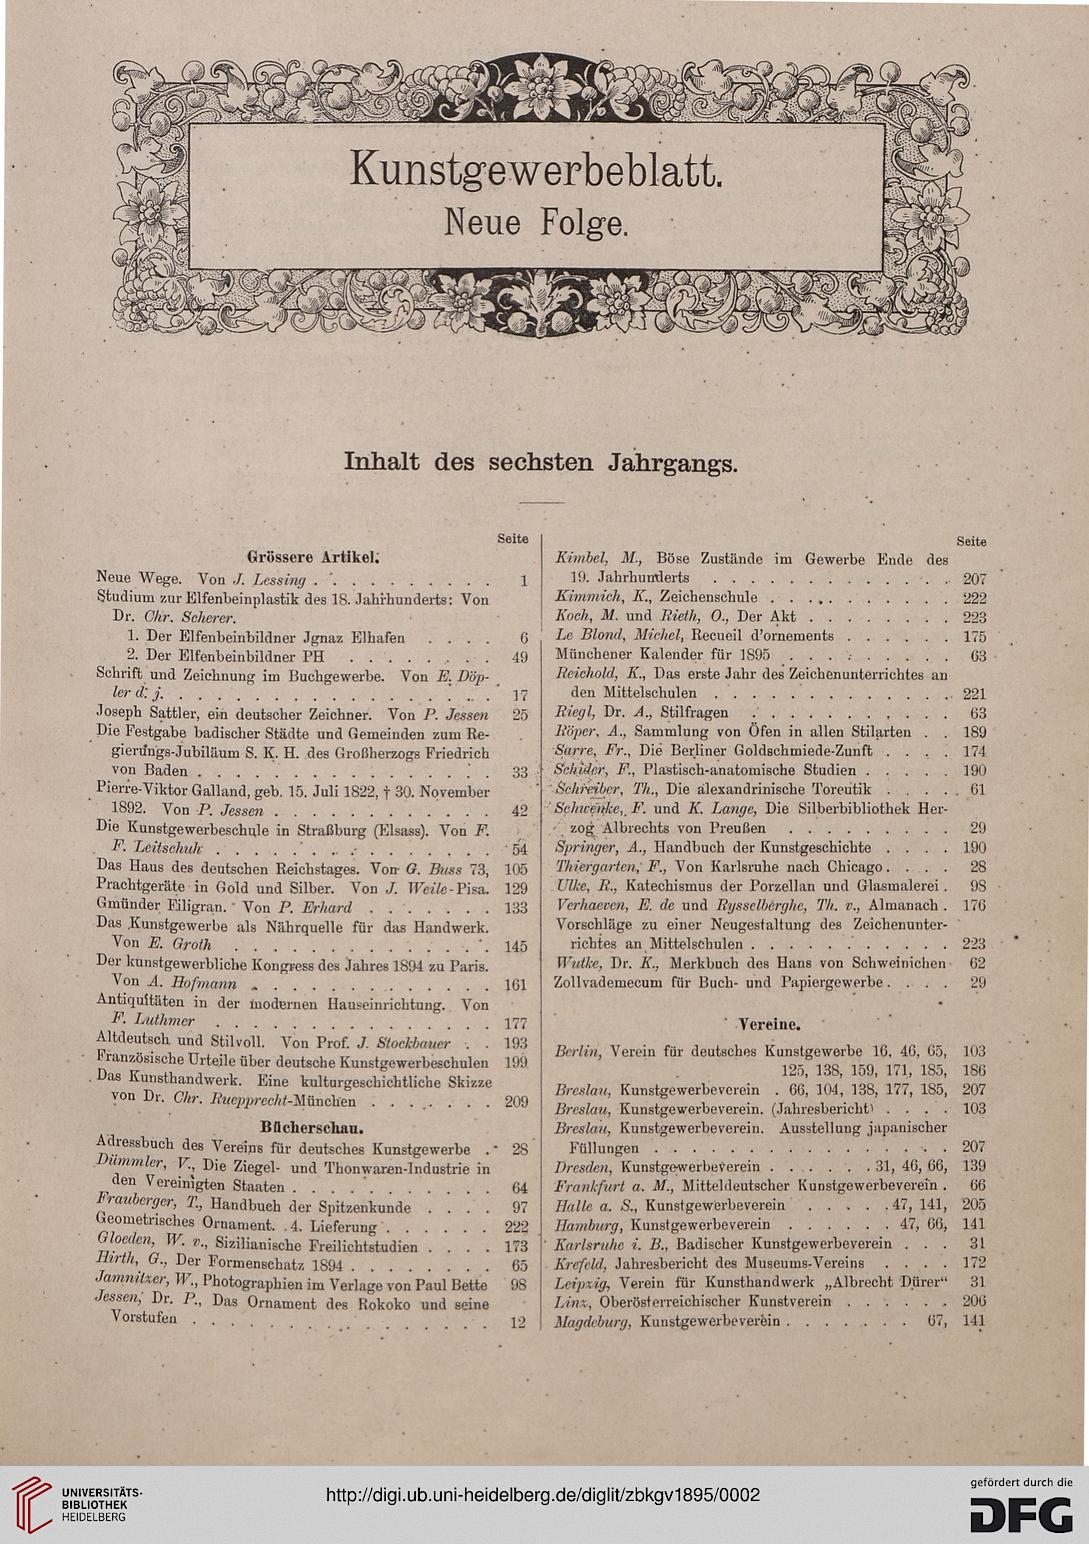 Kunstgewerbeblatt.
Neue Folge.
Inhalt des sechsten Jahrgangs.
Seite
Grössere Artikel.
Neue Wege. Von J. Lessing . . . . . . . . . . 1
Studium zur Elfenbeinplastik des 18. Jahrhunderts: Von
Dr. Chr. Scherer.
1. Der Elfenbeinbildner Jgnaz Elhafen . . . . 6
2. Der Elfenbeinbildner PH . . . . . . . . 49
Schrift und Zeichnung im Buchgewerbe. Von E. Döp-
ler d. j. . . . . . . . . . . . . . . . . . 17
Joseph Sattler, ein deutscher Zeichner. Von P. Jessen 25
Die Festgabe badischer Städte und Gemeinden zum Re-
gierungs-Jubiläum S. K. H. des Großherzogs Friedrich
von Baden . . . . . . . . . . . . . . . 33
Pierre-Viktor Galland, geb. 15. Juli 1822, † 30. November
1892. Von P. Jessen . . . . . . . . . . . 42
Die Kunstgewerbeschule in Straßburg (Elsass). Von F.
F. Leitschuh . . . . . . . . . . . . . . 54
Das Haus des deutschen Reichstages. Von G. Buss 73, 105
Prachtgeräte in Gold und Silber. Von J. Weile-Pisa. 129
Gmünder Filigran. Von P. Erhard . . . . . . . 133
Das Kunstgewerbe als Nährquelle für das Handwerk.
Von E. Groth . . . . . . . . . . . . . . 145
Der kunstgewerbliche Kongress des Jahres 1894 zu Paris.
Von A. Hofmann . . . . . . . . . . . . . 161
Antiquitäten in der modernen Hauseinrichtung. Von
F. Luthmer . . . . . . . . . . . . . . . 177
Altdeutsch und Stilvoll. Von Prof. J. Stockbauer . . 193
Französische Urteile über deutsche Kunstgewerbeschulen 199
Das Kunsthandwerk. Eine kulturgeschichtliche Skizze
von Dr. Chr. Ruepprecht-München . . . . . . . 209
Bücherschau.
Adressbuch des Vereins für deutsches Kunstgewerbe . 28
Dümmler, V., Die Ziegel- und Thonwaren-Industrie in
den Vereinigten Staaten . . . . . . . . . . 64
Frauberger, T., Handbuch der Spitzenkunde . . . . 97
Geometrisches Ornament. 4. Lieferung . . . . . . 222
Gloeden, W. v., Sizilianische Freilichtstudien . . . . 173
Hirth, G., Der Formenschatz 1894 . . . . . . . . 65
Jamnitzer, W., Photographien im Verlage von Paul Bette 98
Jessen, Dr. P., Das Ornament des Rokoko und seine
Vorstufen . . . . . . . . . . . . . . . 12
Seite
Kimbel, M., Böse Zustände im Gewerbe Ende des
19. Jahrhunderts . . . . . . . . . . . . . 207
Kimmich, K., Zeichenschule . . . . . . . . . . 222
Koch, M. und Rieth, O., Der Akt . . . . . . . . 223
Le Blond, Michel, Recueil d'ornements . . . . . . 175
Münchener Kalender für 1895 . . . . . . . . . 63
Reichold, K., Das erste Jahr des Zeichenunterrichtes an
den Mittelschulen . . . . . . . . . . . . . 221
Riegl, Dr. A., Stilfragen . . . . . . . . . . . 63
Röper, A., Sammlung von Öfen in allen Stilarten . . 189
Sarre, Fr., Die Berliner Goldschmiede-Zunft . . . . 174
Schider, F., Plastisch-anatomische Studien . . . . . 190
Schreiber, Th., Die alexandrinische Toreutik . . . . . 61
Schwenke, F. und K. Lange, Die Silberbibliothek Her-
zog Albrechts von Preußen . . . . . . . . . 29
Springer, A., Handbuch der Kunstgeschichte . . . . 190
Thiergarten, F., Von Karlsruhe nach Chicago . . . . 28
Ulke, R., Katechismus der Porzellan und Glasmalerei . 98
Verhaeven, E. de und Rysselberghe, Th. v., Almanach . 176
Vorschläge zu einer Neugestaltung des Zeichenunter-
richtes an Mittelschulen . . . . . . . . . . . 223
Wutke, Dr. K., Merkbuch des Hans von Schweinichen 62
Zollvademecum für Buch- und Papiergewerbe . . . . 29
Vereine.
Berlin, Verein für deutsches Kunstgewerbe 16, 46, 65, 103
125, 138, 159, 171, 185, 186
Breslau, Kunstgewerbeverein . 66, 104, 138, 177, 185, 207
Breslau, Kunstgewerbeverein. (Jahresbericht) . . . . 103
Breslau, Kunstgewerbeverein. Ausstellung japanischer
Füllungen . . . . . . . . . . . . . . . . 207
Dresden, Kunstgewerbeverein . . . . . . . 31, 46, 66, 139
Frankfurt a. M., Mitteldeutscher Kunstgewerbeverein . 66
Halle a. S., Kunstgewerbeverein . . . . . 47, 141, 205
Hamburg, Kunstgewerbeverein . . . . . . 47, 66, 141
Karlsruhe i. B., Badischer Kunstgewerbeverein . . . 31
Krefeld, Jahresbericht des Museums-Vereins . . . . 172
Leipzig, Verein für Kunsthandwerk „Albrecht Dürer“ 31
Linz, Oberösterreichischer Kunstverein . . . . . . 206
Magdeburg, Kunstgewerbeverein . . . . . . . 67, 141
UNIVERSITÄTS-
BIBLIOTHEK
HEIDELBERG
http://digi.ub.uni-heidelberg.de/diglit/zbkgv1895/0002
gefördert durch die
DFG